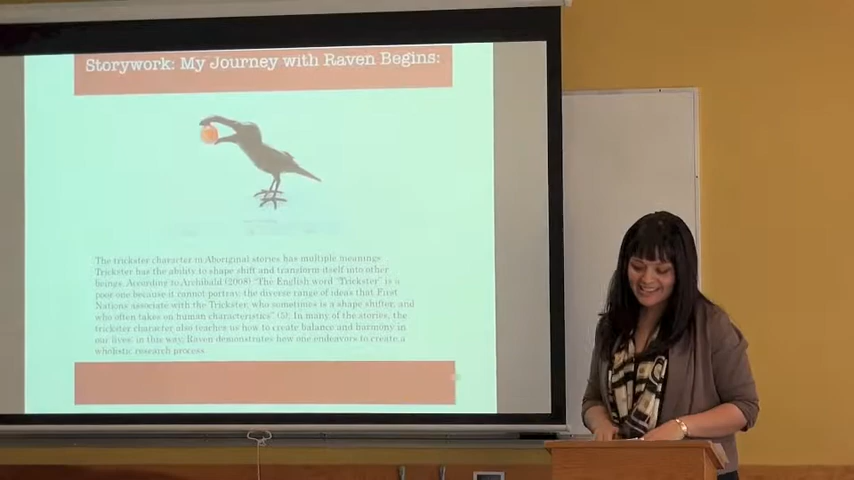 Storywork: My Journey with Raven Begins:
The trickster character in Aboriginal stories has multiple meanings
Trickster has the ability to shape shift and transform itself into other
beings. According to Archibald (2008) "The English word "Trickster" is a
poor one because it cannot portray the diverse range of ideas that First
Nations associate with the Trickster, who sometimes is a shape shifter, and
who often takes on human characteristics" (5). In many of the stories, the
trickster character also teaches us how to create balance and harmony in
our lives; in this way, Raven demonstrates how one endeavors to create a
wholistic research process.